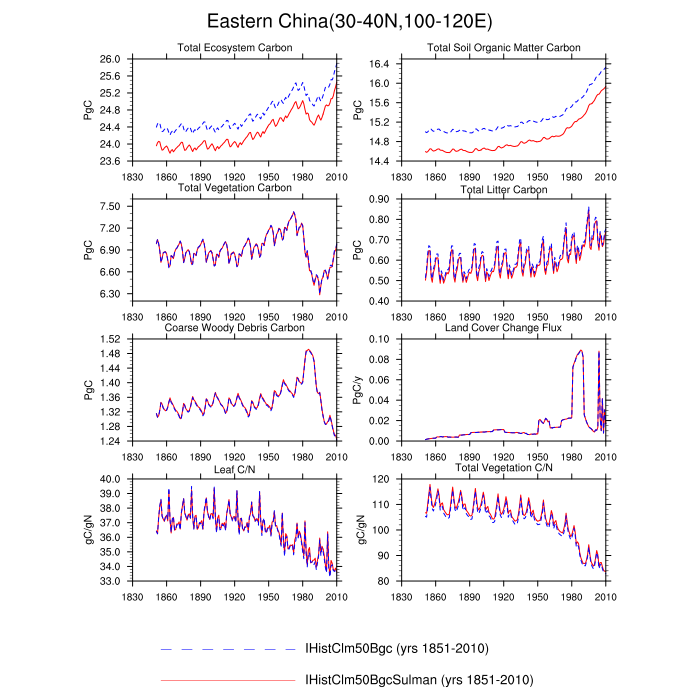 Eastern China(30-40N,100-120E)
Total Ecosystem Carbon
Total Soil Organic Matter Carbon
PgC
26.0
25.6
25.2
24.8
24.4
24.0
23.6
1830 1860 1890 1920 1950 1980 2010
PgC
16.4
16.0
15.6
15.2
14.8
14.4
1830 1860 1890 1920 1950 1980 2010
Total Vegetation Carbon
Total Litter Carbon
PgC
7.50
7.20
6.90
6.60
6.30
1830 1860 1890 1920 1950 1980 2010
PgC
0.90
0.80
0.70
0.60
0.50
0.40
1830 1860 1890 1920 1950 1980 2010
Coarse Woody Debris Carbon
Land Cover Change Flux
PgC
1.52
1.48
1.44
1.40
1.36
1.32
1.28
1.24
1830 1860 1890 1920 1950 1980 2010
PgC/y
0.10
0.08
0.06
0.04
0.02
0.00
1830 1860 1890 1920 1950 1980 2010
Leaf C/N
Total Vegetation C/N
gC/gN
40.0
39.0
38.0
37.0
36.0
35.0
34.0
33.0
1830 1860 1890 1920 1950 1980 2010
gC/gN
120
110
100
90
80
1830 1860 1890 1920 1950 1980 2010
IHistClm50Bgc (yrs 1851-2010)
IHistClm50BgcSulman (yrs 1851-2010)